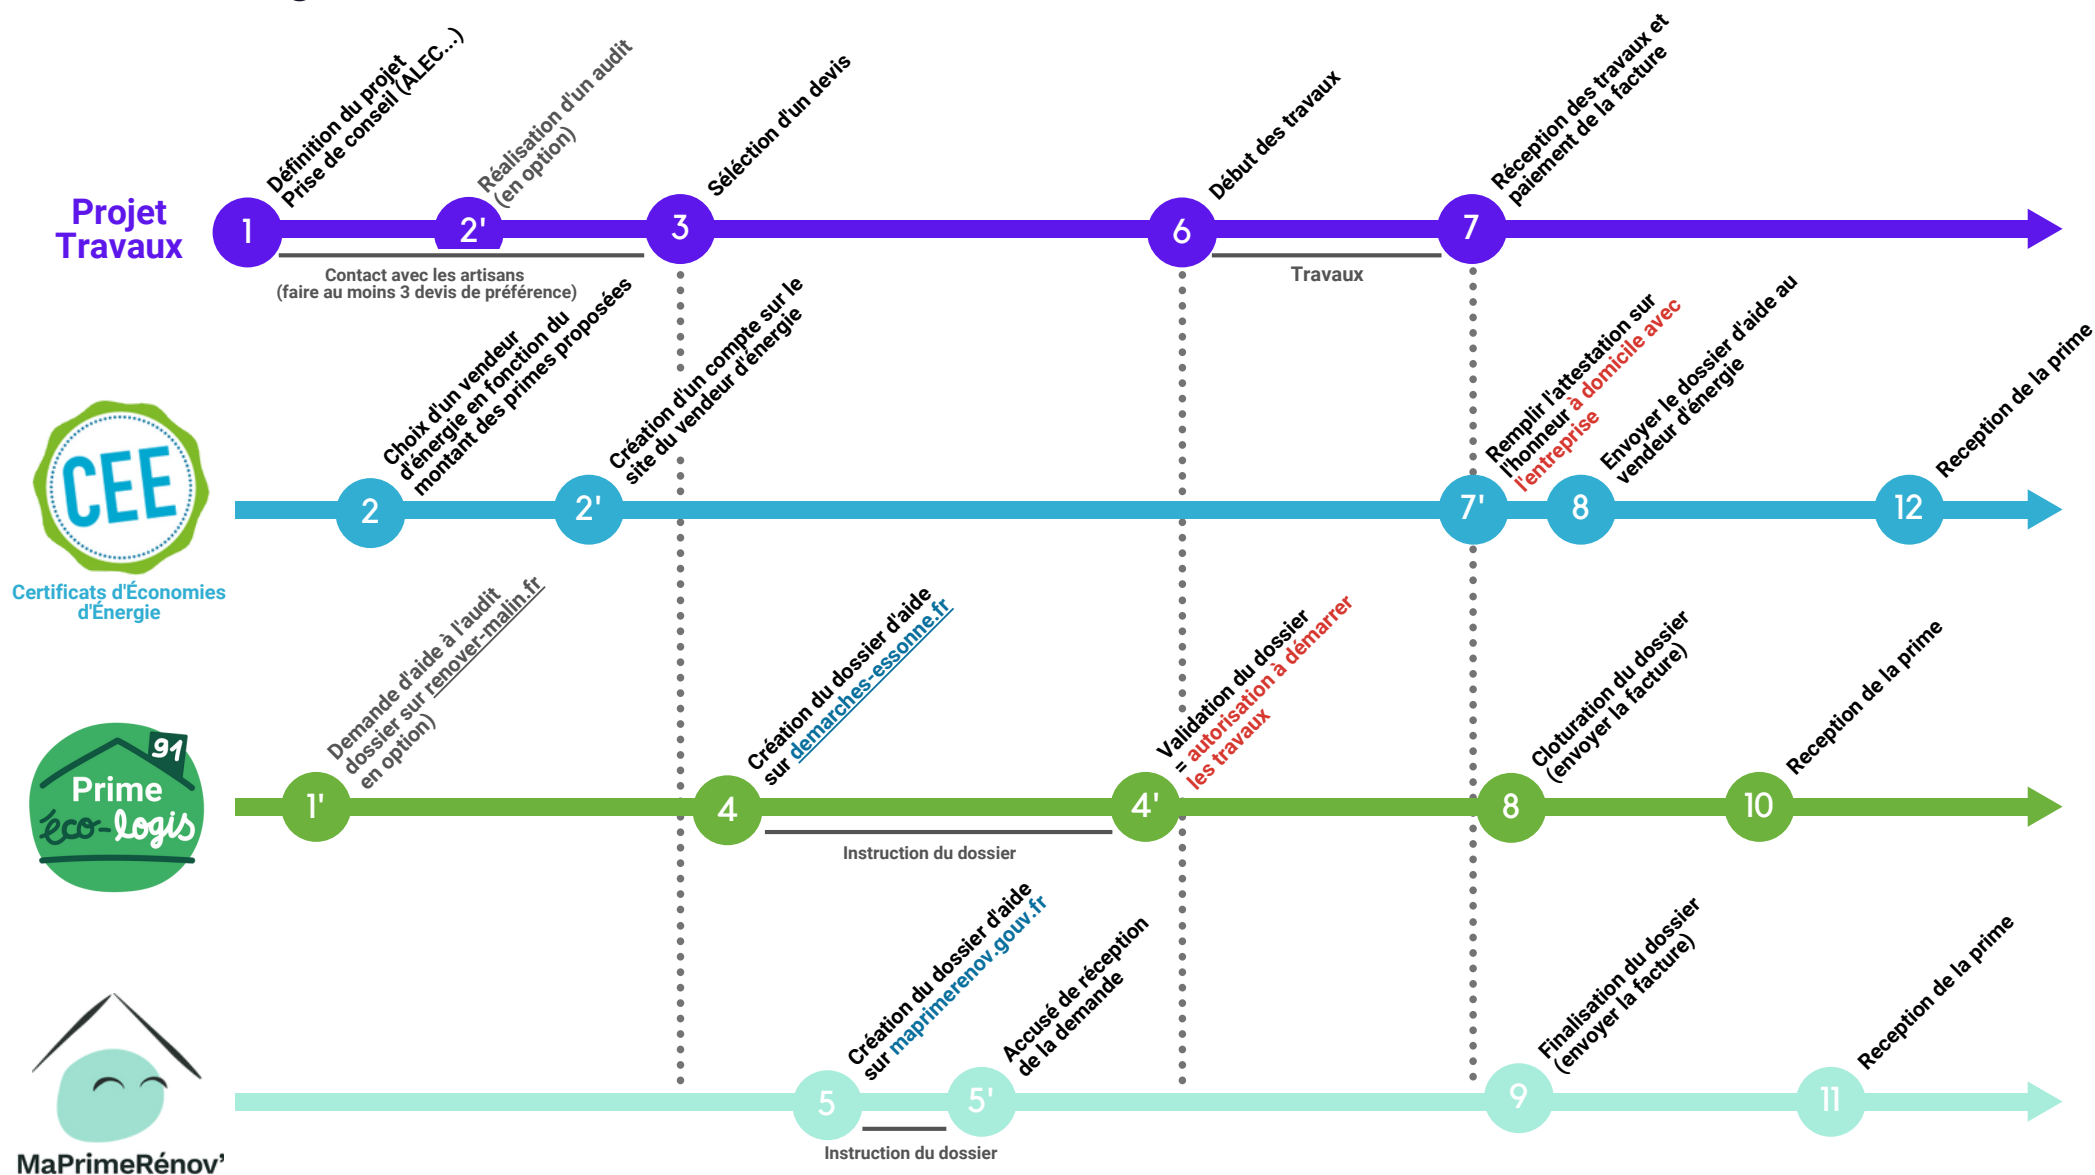 Définition du projet
Prise de conseil (ALEC...)
Réalisation d'un audit
(en option)
Séléction d'un devis
Début des travaux
Réception des travaux et
paiement de la facture
Projet
Travaux
1
2'
3
6
7
Contact avec les artisans
(faire au moins 3 devis de préférence)
Travaux
Choix d'un vendeur
d'énergie en fonction du
montant des primes proposées
Création d'un compte sur le
site du vendeur d'énergie
Remplir l'attestation sur
l'honneur à domicile avec
l'entreprise
Envoyer le dossier d'aide au
vendeur d'énergie
Reception de la prime
CEE
Certificats d'Économies
d'Énergie
2
2'
7'
8
12
Demande d'aide à l'audit
dossier sur renover-malin.fr
en option)
Création du dossier d'aide
sur demarches-essonne.fr
Validation du dossier
= autorisation à démarrer
les travaux
Cloturation du dossier
(envoyer la facture)
Reception de la prime
91
Prime
éco-logis
1'
4
4'
8
10
Instruction du dossier
Création du dossier d'aide
sur maprimerenov.gouv.fr
Accusé de réception
de la demande
Finalisation du dossier
(envoyer la facture)
Reception de la prime
5
5'
9
11
Instruction du dossier
MaPrimeRénov'